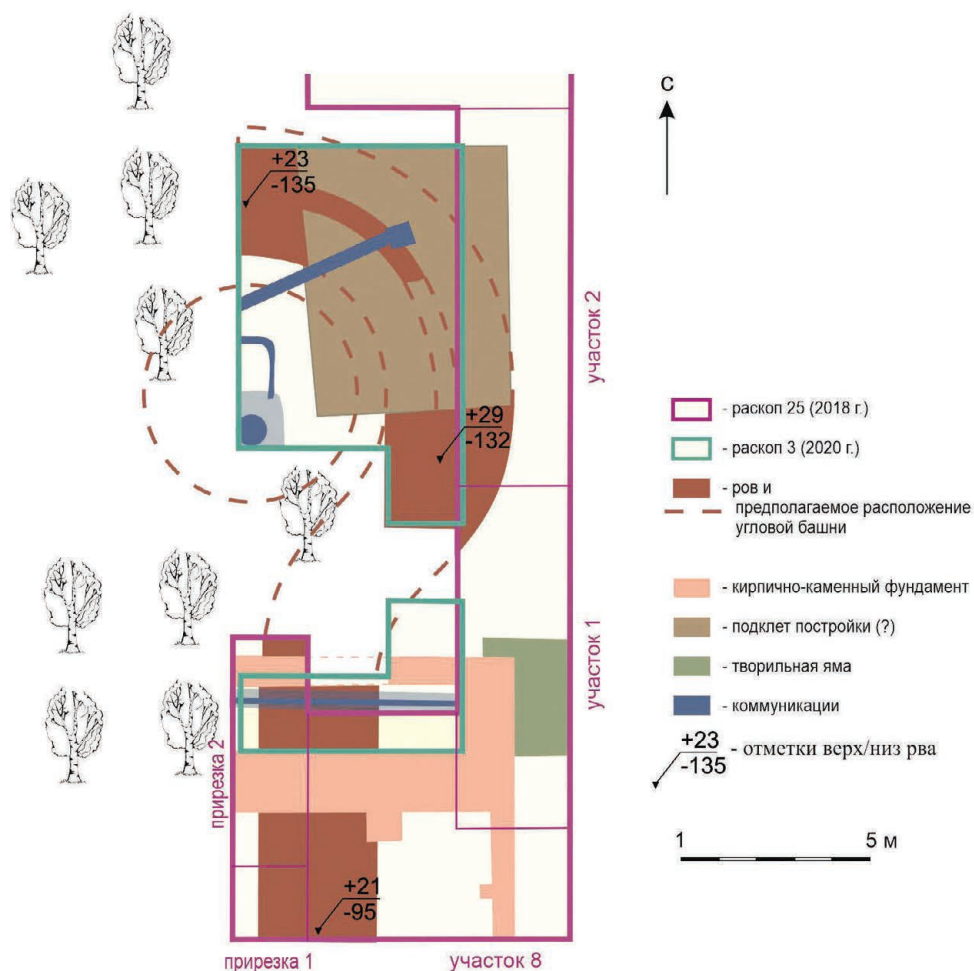 С
+23
-135
участок 2
+29
-132
- раскоп 25 (2018 г.)
- раскоп 3 (2020 г.)
- ров и
предполагаемое расположение
угловой башни
- кирпично-каменный фундамент
- подклет постройки (?)
- творильная яма
- коммуникации
+23
-135
- отметки верх/низ рва
участок 1
прирезка 2
1 5 м
+21
-95
прирезка 1
участок 8